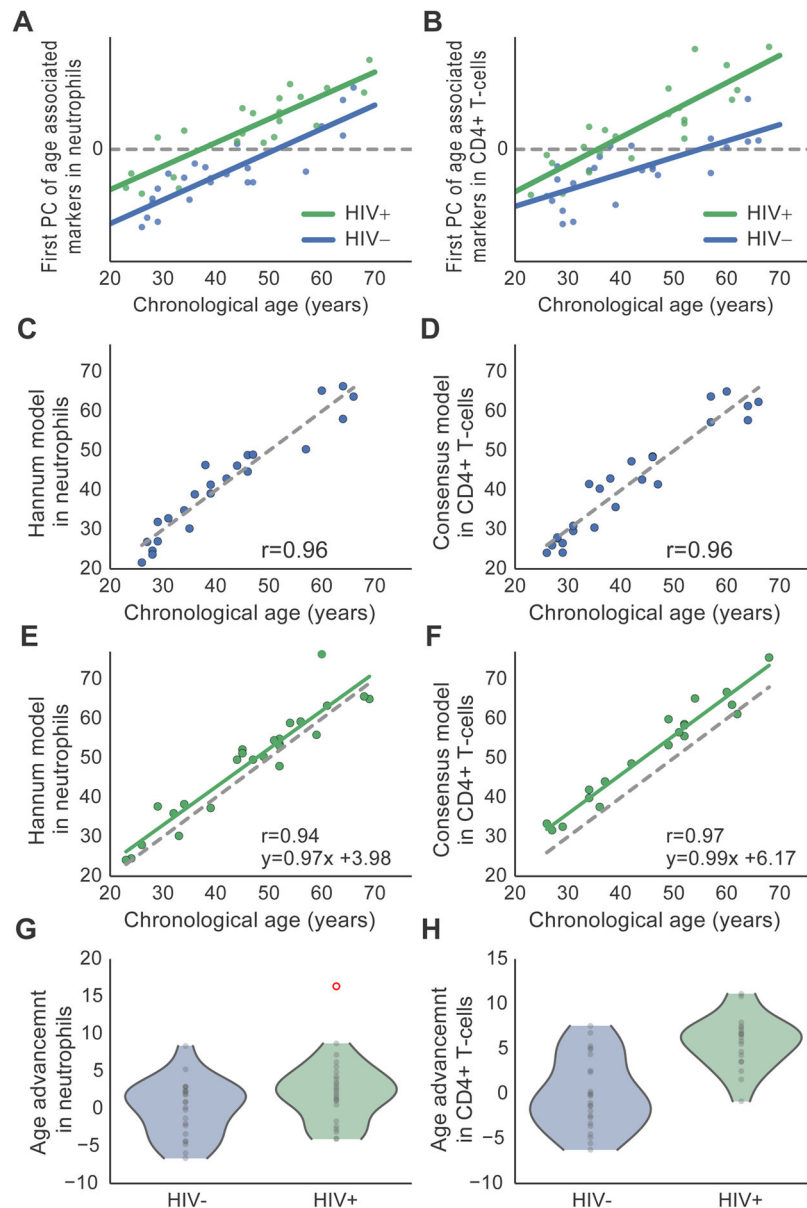 A
B
First PC of age associated
markers in neutrophils
0
HIV+
HIV−
20 30 40 50 60 70
Chronological age (years)
First PC of age associated
markers in CD4+ T-cells
0
HIV+
HIV−
20 30 40 50 60 70
Chronological age (years)
C
D
Hannum model
in neutrophils
70
60
50
40
30
20
r=0.96
20 30 40 50 60 70
Chronological age (years)
Consensus model
in CD4+ T-cells
70
60
50
40
30
20
r=0.96
20 30 40 50 60 70
Chronological age (years)
E
F
Hannum model
in neutrophils
70
60
50
40
30
20
r=0.94
y=0.97x +3.98
20 30 40 50 60 70
Chronological age (years)
Consensus model
in CD4+ T-cells
70
60
50
40
30
20
r=0.97
y=0.99x +6.17
20 30 40 50 60 70
Chronological age (years)
G
H
Age advancemnt
in neutrophils
20
15
10
5
0
−5
−10
HIV- HIV+
Age advancemnt
in CD4+ T-cells
15
10
5
0
−5
−10
HIV- HIV+